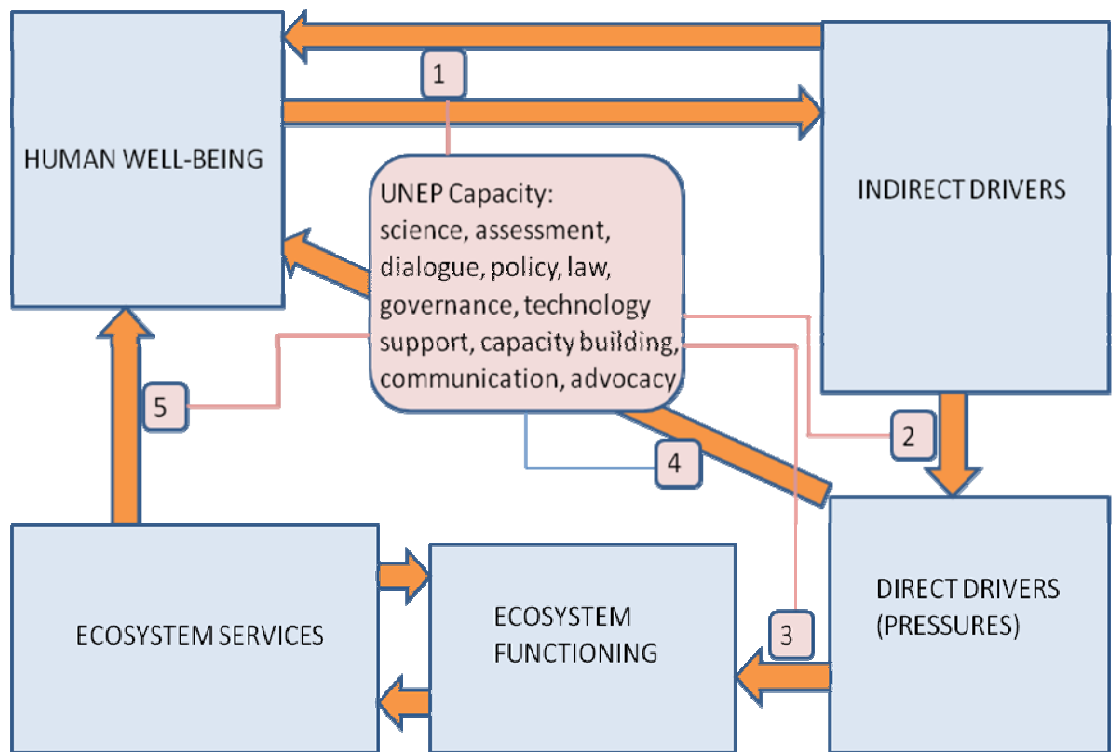 1
HUMAN WELL-BEING
INDIRECT DRIVERS
UNEP Capacity:
science, assessment,
dialogue, policy, law,
governance, technology
support, capacity building,
communication, advocacy
5
2
4
ECOSYSTEM SERVICES
ECOSYSTEM
FUNCTIONING
3
DIRECT DRIVERS
(PRESSURES)